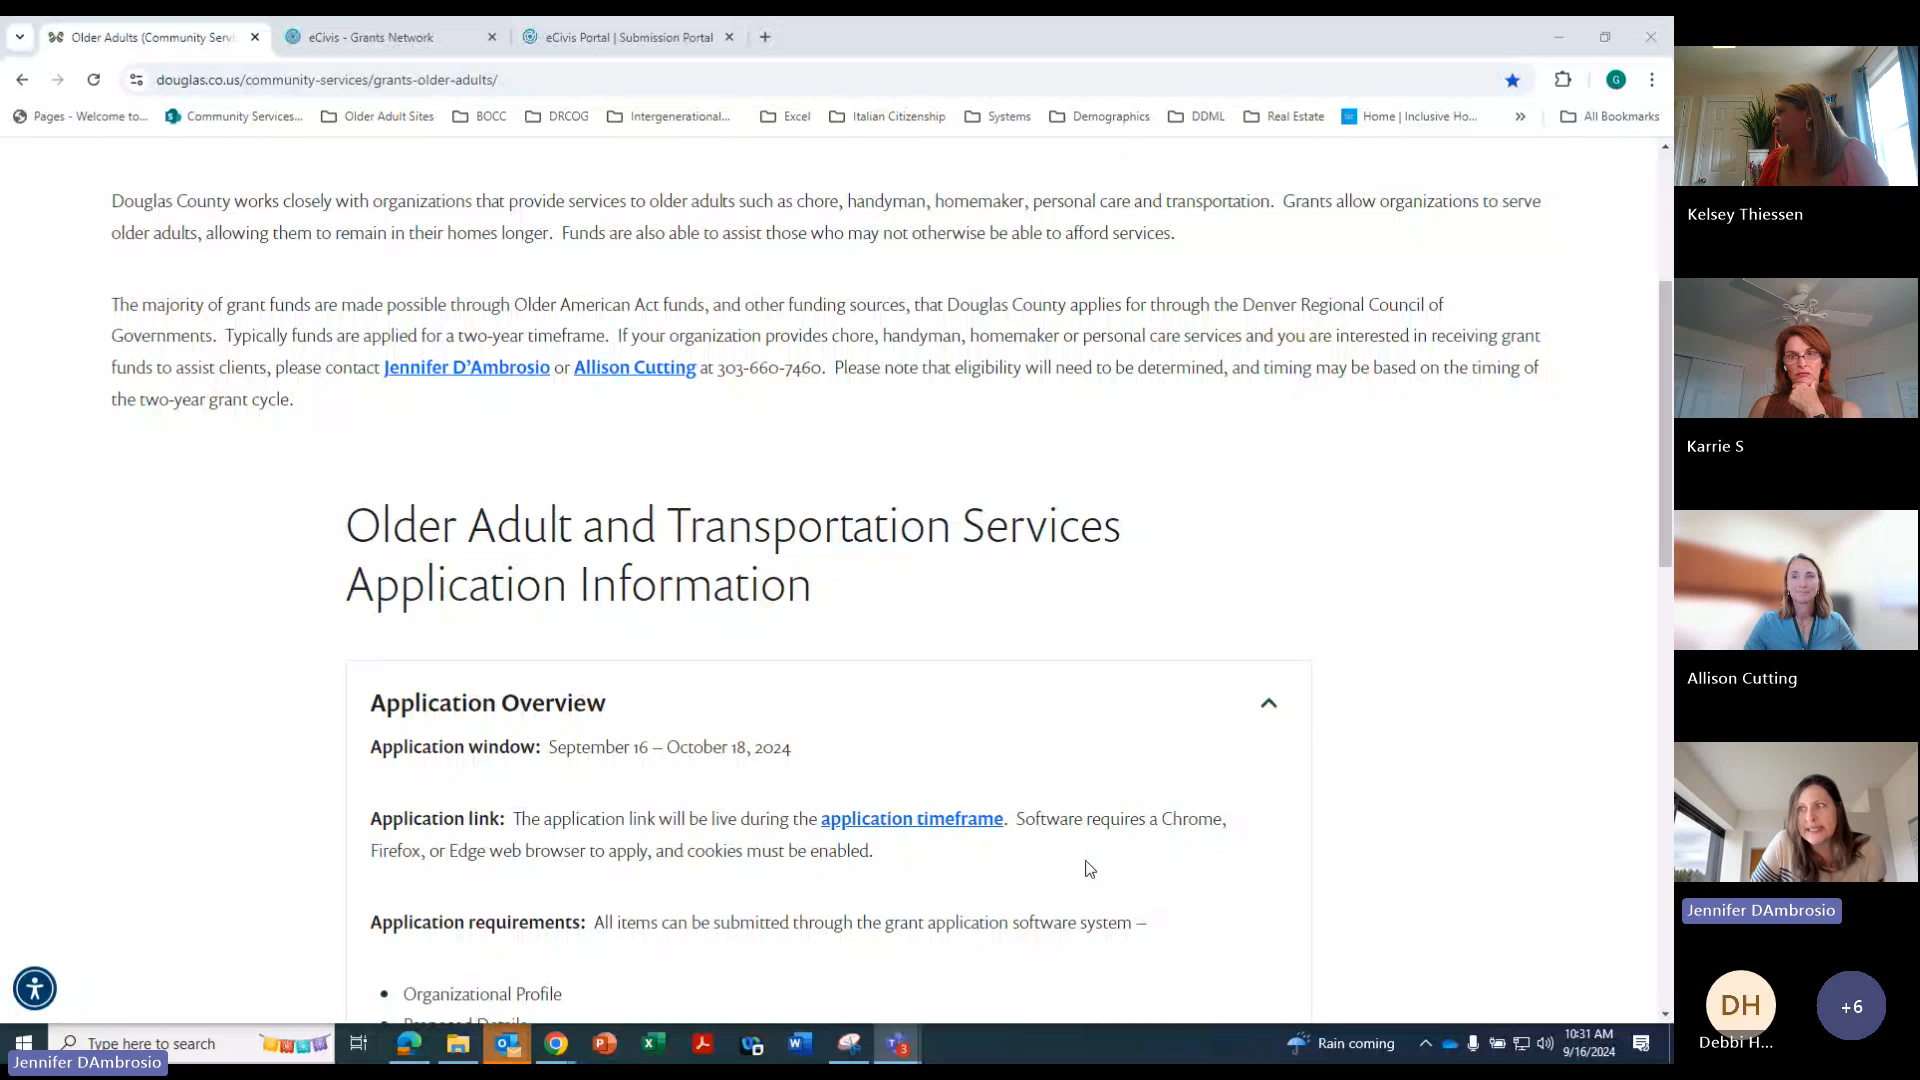 Older Adults (Community Serv
eCivis - Grants Network
eCivis Portal | Submission Portal
douglas.co.us/community-services/grants-older-adults/
G
Pages - Welcome to...
Community Services...
Older Adult Sites
BOCC
DRCOG
Intergenerational...
Excel
Italian Citizenship
Systems
Demographics
DDML
Real Estate
Home | Inclusive Ho...
All Bookmarks
Douglas County works closely with organizations that provide services to older adults such as chore, handyman, homemaker, personal care and transportation. Grants allow organizations to serve
older adults, allowing them to remain in their homes longer. Funds are also able to assist those who may not otherwise be able to afford services.
The majority of grant funds are made possible through Older American Act funds, and other funding sources, that Douglas County applies for through the Denver Regional Council of
Governments. Typically funds are applied for a two-year timeframe. If your organization provides chore, handyman, homemaker or personal care services and you are interested in receiving grant
funds to assist clients, please contact Jennifer D’Ambrosio or Allison Cutting at 303-660-7460. Please note that eligibility will need to be determined, and timing may be based on the timing of
the two-year grant cycle.
Older Adult and Transportation Services
Application Information
Application Overview
Application window: September 16 – October 18, 2024
Application link: The application link will be live during the application timeframe. Software requires a Chrome,
Firefox, or Edge web browser to apply, and cookies must be enabled.
Application requirements: All items can be submitted through the grant application software system –
Organizational Profile
Proposal Details
Type here to search
Rain coming
10:31 AM
9/16/2024
Jennifer DAmbrosio
Kelsey Thiessen
Karrie S
Allison Cutting
Jennifer DAmbrosio
DH
+6
Debbi H...